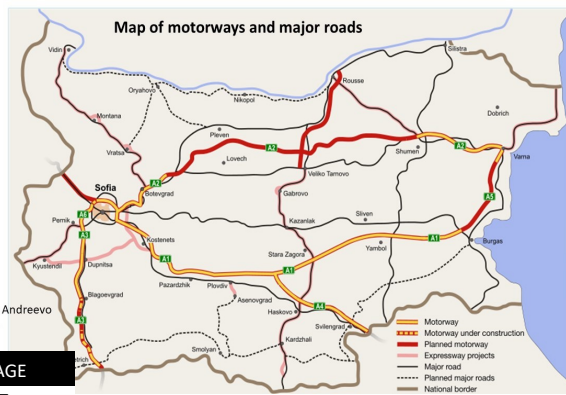 Map of motorways and major roads
Vidin
Silistra
Oryahovo
Rousse
Nikopol
Montana
Dobrich
Pleven
Vratsa
A2
Shumen
A2
Lovech
Varna
Veliko Tarnovo
Sofia
A2
Botevgrad
Gabrovo
A5
A6
Pernik
Kazanlak
Sliven
A3
Kostenets
A1
Burgas
Yambol
Stara Zagora
Kyustendil
Dupnitsa
A1
A1
Pazardzhik
Plovdiv
Blagoevgrad
Asenovgrad
A4
Andreevo
Haskovo
A3
Svilengrad
Motorway
Motorway under construction
Kardzhali
Planned motorway
Smolyan
Expressway projects
AGE
etrich
Major road
Planned major roads
National border